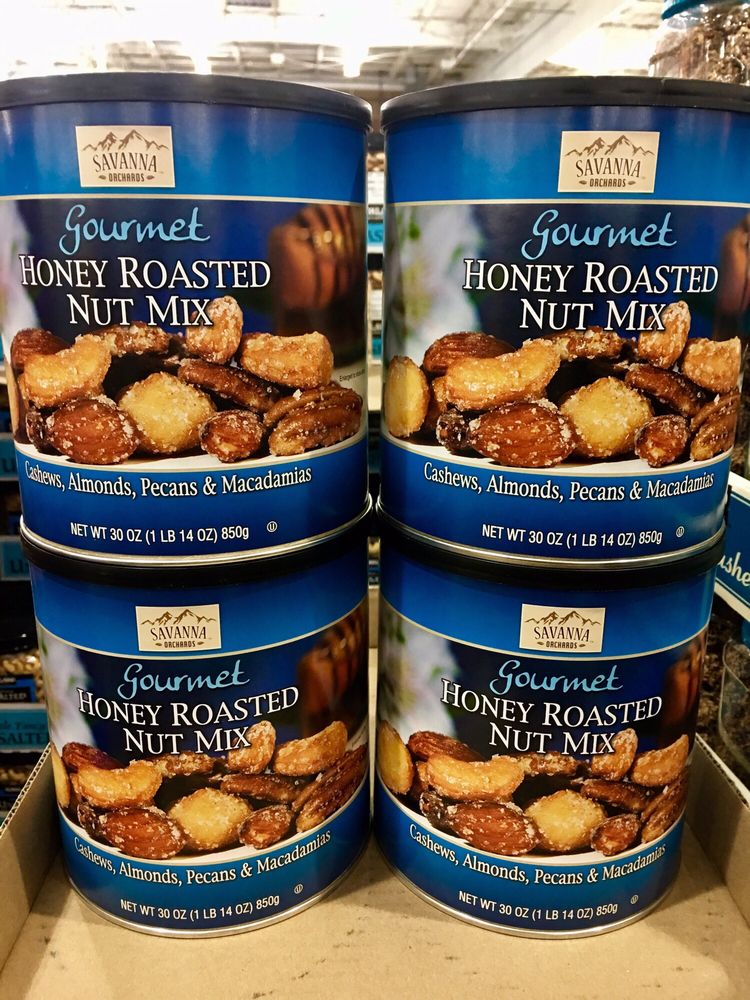 SAVANNA
ORCHARDS
Gourmet
HONEY ROASTED
NUT MIX
Cashews, Almonds, Pecans & Macadamias
NET WT 30 OZ (1 LB 14 OZ) 850g
SAVANNA
ORCHARDS
Gourmet
HONEY ROASTED
NUT MIX
Cashews, Almonds, Pecans & Macadamias
NET WT 30 OZ (1 LB 14 OZ) 850g
SAVANNA
ORCHARDS
Gourmet
HONEY ROASTED
NUT MIX
Cashews, Almonds, Pecans & Macadamias
NET WT 30 OZ (1 LB 14 OZ) 850g
SAVANNA
ORCHARDS
Gourmet
HONEY ROASTED
NUT MIX
Cashews, Almonds, Pecans & Macadamias
NET WT 30 OZ (1 LB 14 OZ) 850g